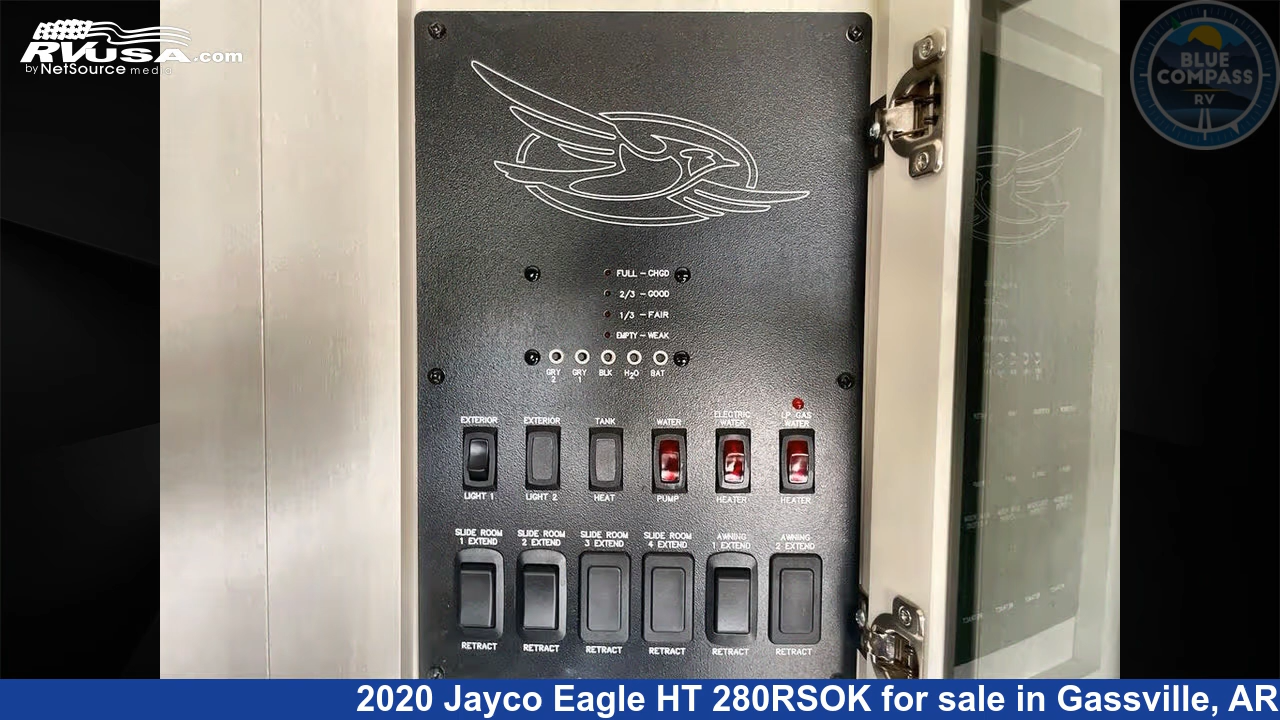 RVUSA.com
by NetSource media
BLUE
COMPASS
RV
FULL - CHGD
2/3 - GOOD
1/3 - FAIR
EMPTY - WEAK
GRY 2
GRY 1
BLK
H2O
BAT
EXTERIOR
LIGHT 1
EXTERIOR
LIGHT 2
TANK
HEAT
WATER
PUMP
ELECTRIC
WATER
HEATER
LP GAS
WATER
HEATER
SLIDE ROOM
1 EXTEND
RETRACT
SLIDE ROOM
2 EXTEND
RETRACT
SLIDE ROOM
3 EXTEND
RETRACT
SLIDE ROOM
4 EXTEND
RETRACT
AWNING
1 EXTEND
RETRACT
AWNING
2 EXTEND
RETRACT
2020 Jayco Eagle HT 280RSOK for sale in Gassville, AR